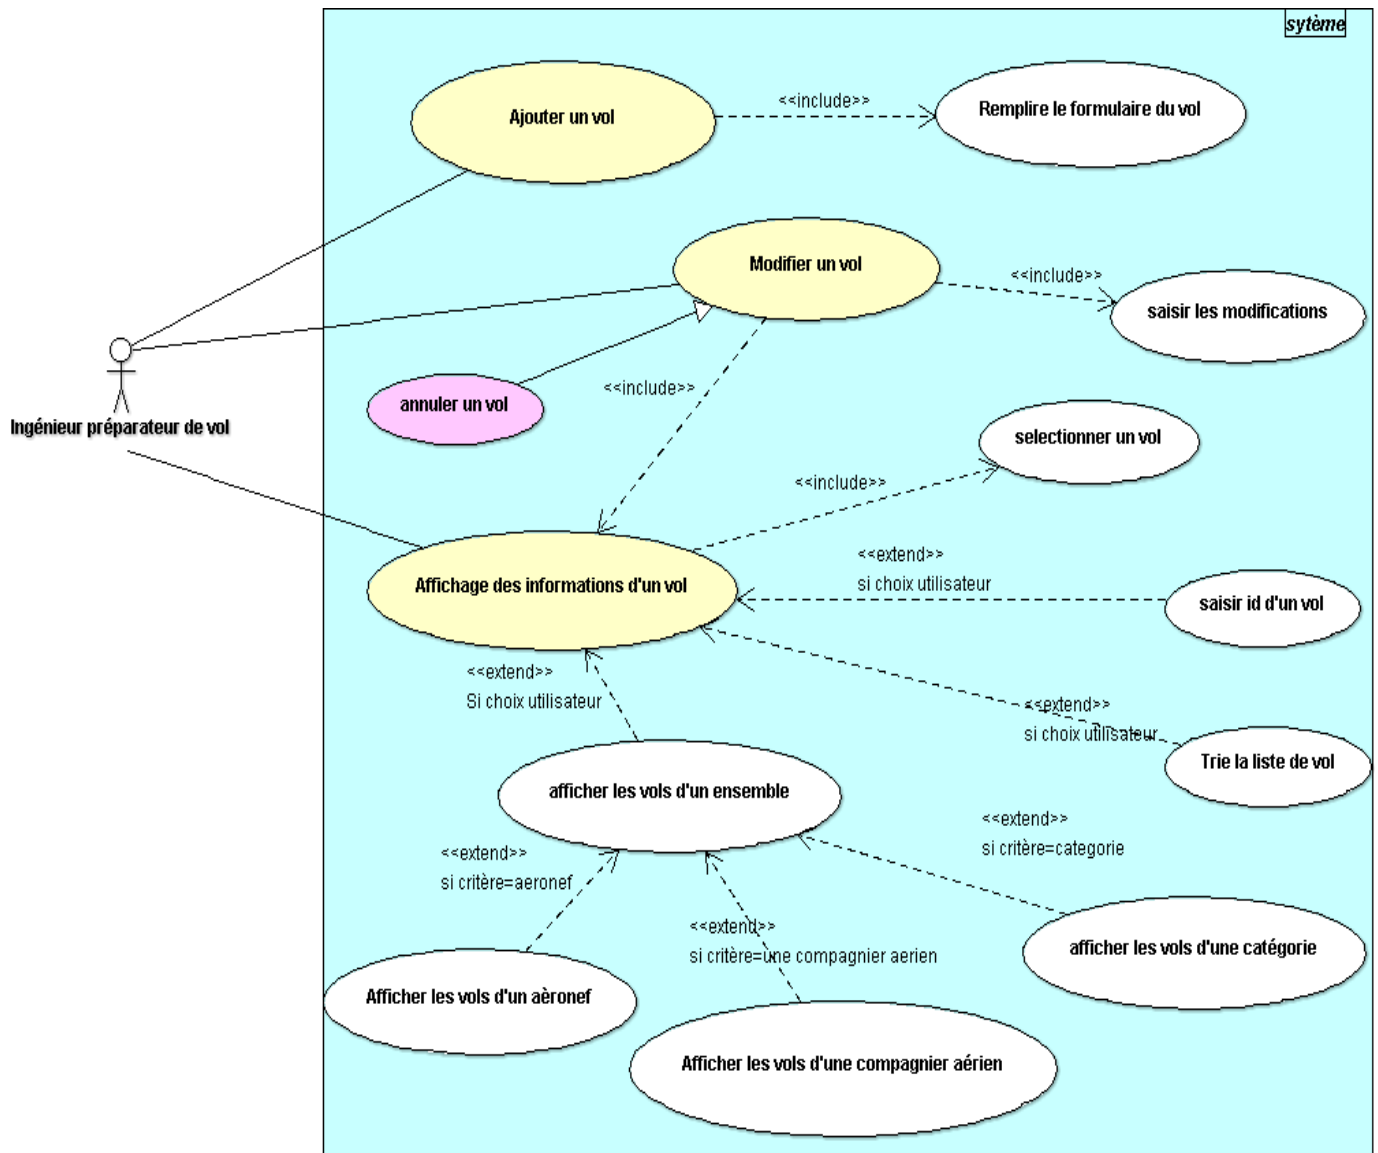 sytème
Ajouter un vol
<<include>>
Remplire le formulaire du vol
Modifier un vol
<<include>>
saisir les modifications
Ingénieur préparateur de vol
annuler un vol
<<include>>
selectionner un vol
<<include>>
Affichage des informations d'un vol
<<extend>>
si choix utilisateur
saisir id d'un vol
<<extend>>
Si choix utilisateur
<<extend>>
si choix utilisateur
Trie la liste de vol
afficher les vols d'un ensemble
<<extend>>
si critère=categorie
<<extend>>
si critère=aeronef
<<extend>>
si critère=une compagnier aerien
afficher les vols d'une catégorie
Afficher les vols d'un aèronef
Afficher les vols d'une compagnier aérien